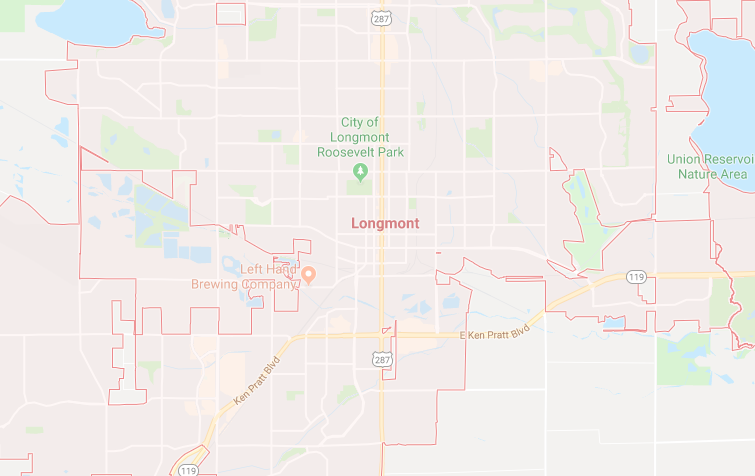 287
City of
Longmont
Roosevelt Park
Union Reservoi
Nature Area
Longmont
Left Hand
Brewing Company
119
E Ken Pratt Blvd
287
Ken Pratt Blvd
119